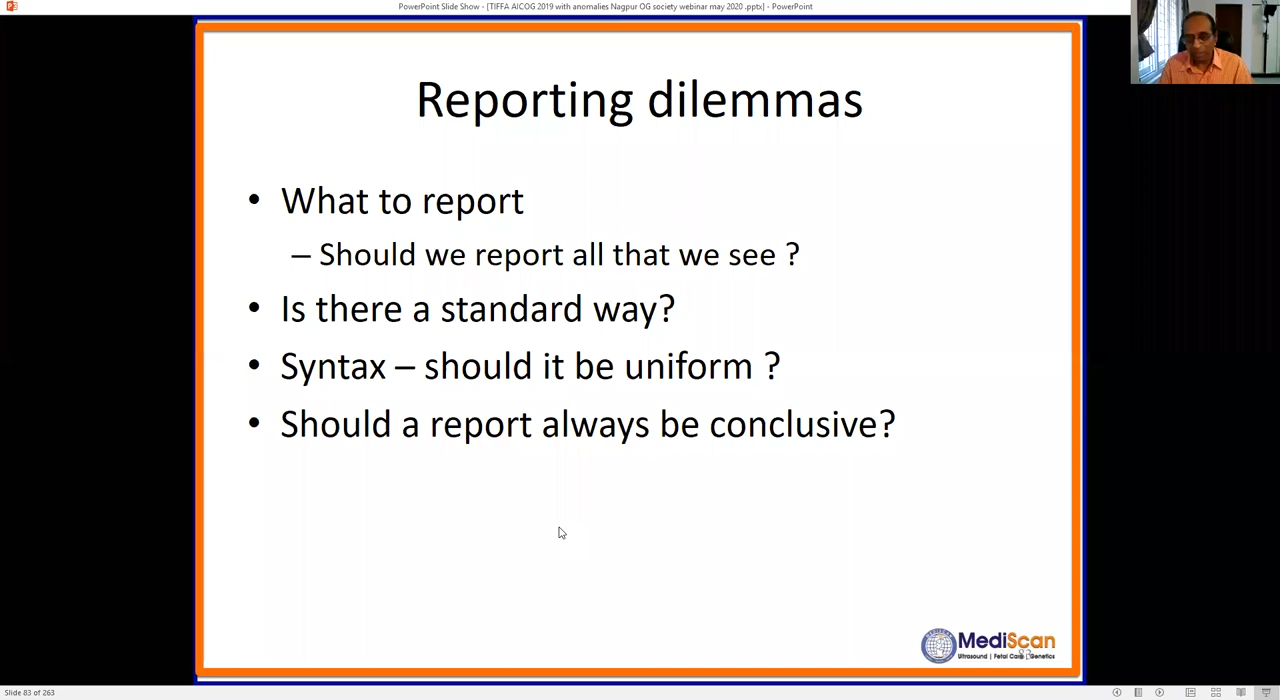 PowerPoint Slide Show - [TIFFA AICOG 2019 with anomalies Nagpur OG society webinar may 2020 .pptx] - PowerPoint
Reporting dilemmas
• What to report
– Should we report all that we see ?
• Is there a standard way?
• Syntax – should it be uniform ?
• Should a report always be conclusive?
MediScan
Ultrasound | Fetal Care | Genetics
83
Slide 83 of 263